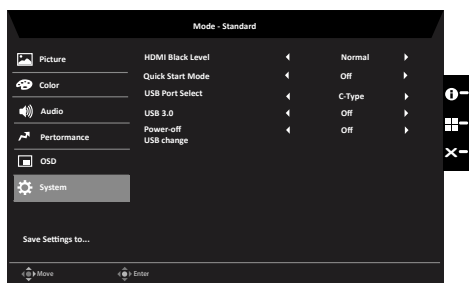 Mode - Standard
Picture
Color
Audio
Pertormance
OSD
System
HDMI Black Level Normal
Quick Start Mode Off
USB Port Select C-Type
USB 3.0 Off
Power-off Off
USB change
Save Settings to...
Move Enter